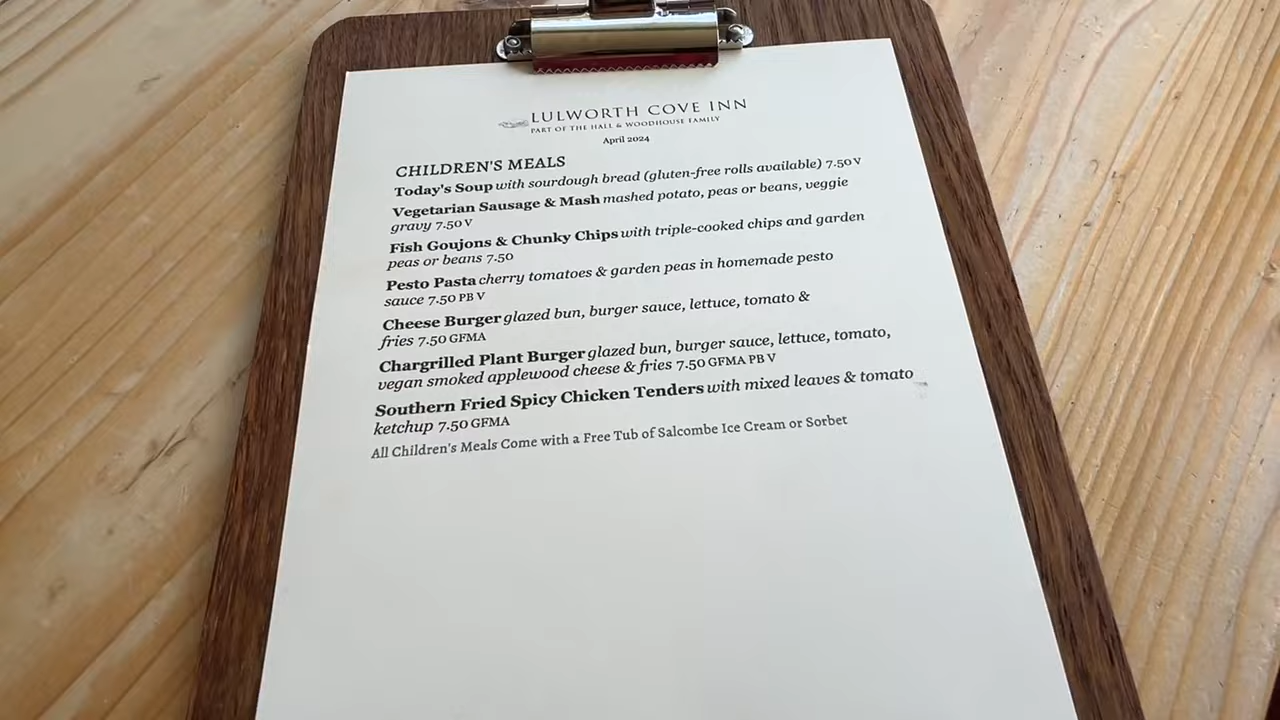 LULWORTH COVE INN
PART OF THE HALL & WOODHOUSE FAMILY
April 2024
CHILDREN'S MEALS
Today's Soup with sourdough bread (gluten-free rolls available) 7.50 V
Vegetarian Sausage & Mash mashed potato, peas or beans, veggie
gravy 7.50 V
Fish Goujons & Chunky Chips with triple-cooked chips and garden
peas or beans 7.50
Pesto Pasta cherry tomatoes & garden peas in homemade pesto
sauce 7.50 PB V
Cheese Burger glazed bun, burger sauce, lettuce, tomato &
fries 7.50 GFMA
Chargrilled Plant Burger glazed bun, burger sauce, lettuce, tomato,
vegan smoked applewood cheese & fries 7.50 GFMA PB V
Southern Fried Spicy Chicken Tenders with mixed leaves & tomato
ketchup 7.50 GFMA
All Children's Meals Come with a Free Tub of Salcombe Ice Cream or Sorbet